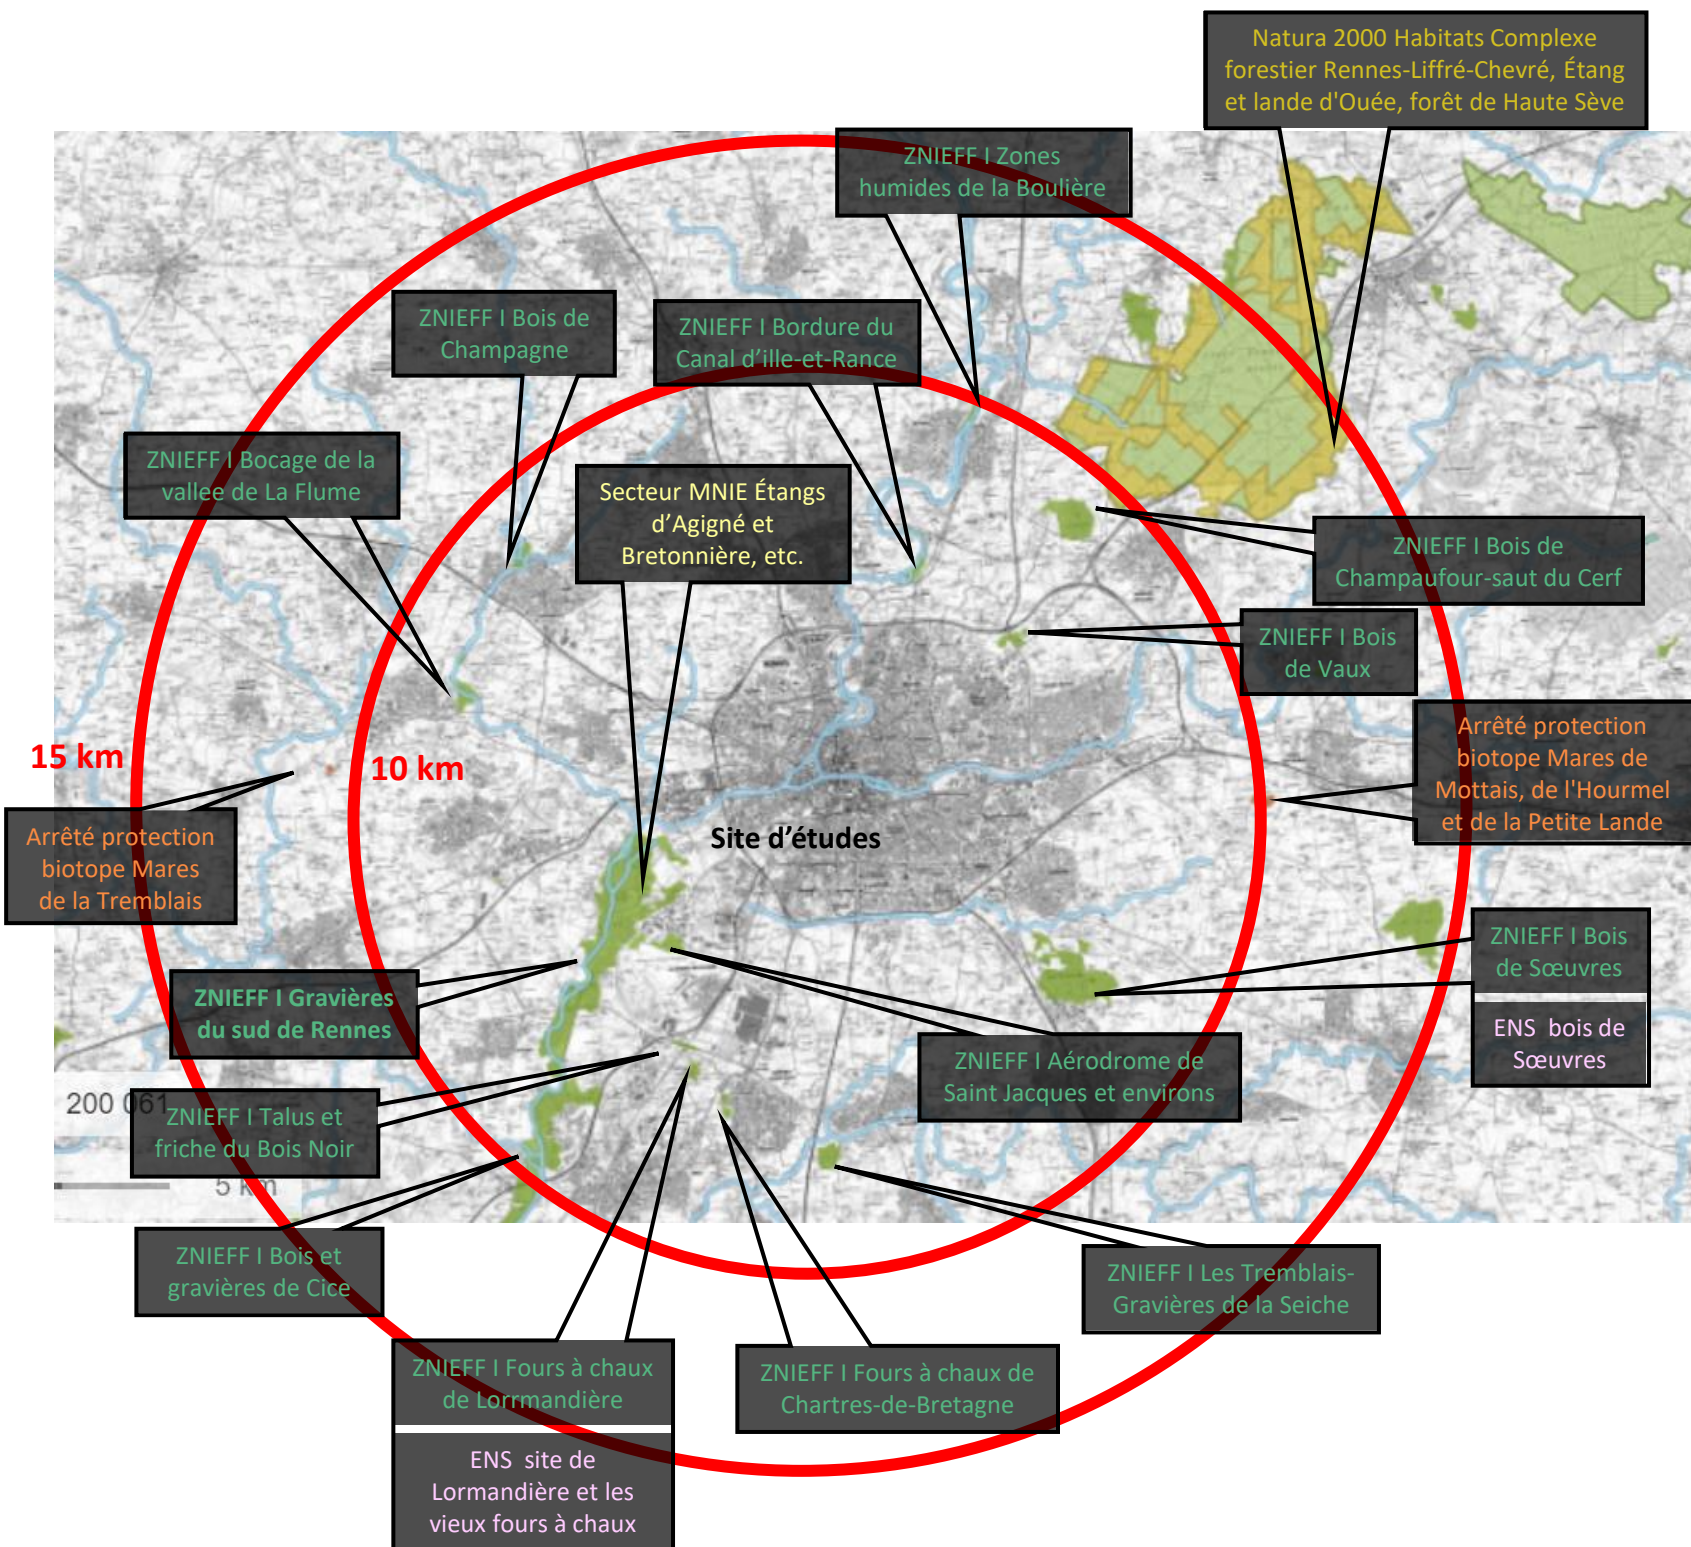 Natura 2000 Habitats Complexe
forestier Rennes-Liffré-Chevré, Étang
et lande d'Ouée, forêt de Haute Sève
ZNIEFF I Zones
humides de la Boulière
ZNIEFF I Bois de
Champagne
ZNIEFF I Bordure du
Canal d’ille-et-Rance
ZNIEFF I Bocage de la
vallee de La Flume
Secteur MNIE Étangs
d’Agigné et
Bretonnière, etc.
ZNIEFF I Bois de
Champaufour-saut du Cerf
ZNIEFF I Bois
de Vaux
15 km
10 km
Arrêté protection
biotope Mares de
Mottais, de l'Hourmel
et de la Petite Lande
Arrêté protection
biotope Mares
de la Tremblais
Site d’études
ZNIEFF I Bois
de Sœuvres
ENS bois de
Sœuvres
ZNIEFF I Gravières
du sud de Rennes
ZNIEFF I Aérodrome de
Saint Jacques et environs
200 061
ZNIEFF I Talus et
friche du Bois Noir
5 km
ZNIEFF I Bois et
gravières de Cice
ZNIEFF I Les Tremblais-
Gravières de la Seiche
ZNIEFF I Fours à chaux
de Lorrmandière
ENS site de
Lormandière et les
vieux fours à chaux
ZNIEFF I Fours à chaux de
Chartres-de-Bretagne